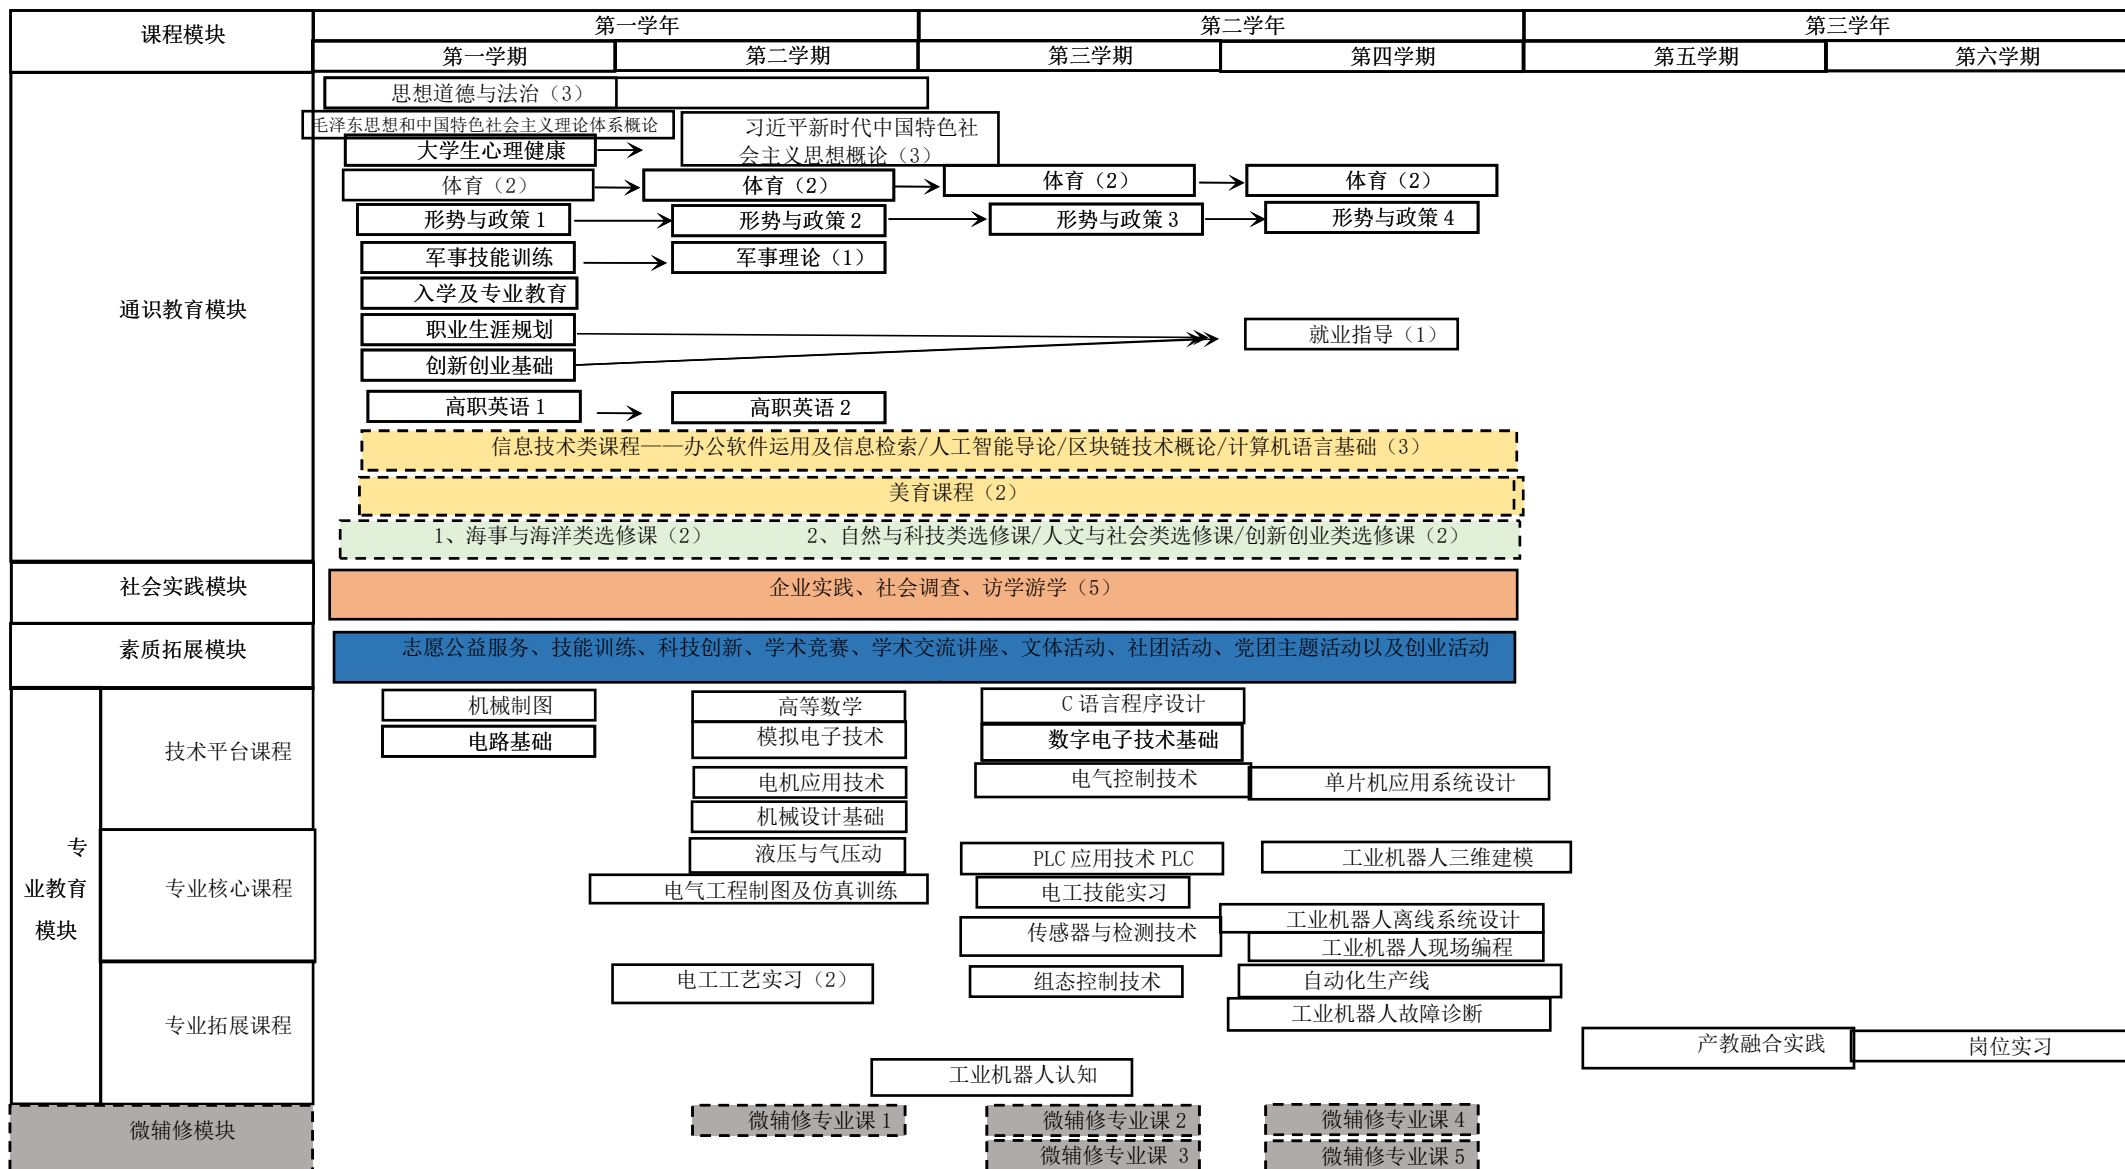 课程模块
第一学年
第二学年
第三学年
第一学期
第二学期
第三学期
第四学期
第五学期
第六学期
通识教育模块
思想道德与法治（3）
毛泽东思想和中国特色社会主义理论体系概论
习近平新时代中国特色社
会主义思想概论（3）
大学生心理健康
体育（2）
体育（2）
体育（2）
体育（2）
形势与政策 1
形势与政策 2
形势与政策 3
形势与政策 4
军事技能训练
军事理论（1）
入学及专业教育
职业生涯规划
就业指导（1）
创新创业基础
高职英语 1
高职英语 2
信息技术类课程——办公软件运用及信息检索/人工智能导论/区块链技术概论/计算机语言基础（3）
美育课程（2）
1、海事与海洋类选修课（2） 2、自然与科技类选修课/人文与社会类选修课/创新创业类选修课（2）
社会实践模块
企业实践、社会调查、访学游学（5）
素质拓展模块
志愿公益服务、技能训练、科技创新、学术竞赛、学术交流讲座、文体活动、社团活动、党团主题活动以及创业活动
专
业教育
模块
技术平台课程
机械制图
高等数学
C 语言程序设计
电路基础
模拟电子技术
数字电子技术基础
电机应用技术
电气控制技术
单片机应用系统设计
机械设计基础
专业核心课程
液压与气压动
PLC 应用技术 PLC
工业机器人三维建模
电气工程制图及仿真训练
电工技能实习
传感器与检测技术
工业机器人离线系统设计
工业机器人现场编程
专业拓展课程
电工工艺实习（2）
组态控制技术
自动化生产线
工业机器人故障诊断
产教融合实践
岗位实习
工业机器人认知
微辅修模块
微辅修专业课 1
微辅修专业课 2
微辅修专业课 4
微辅修专业课 3
微辅修专业课 5